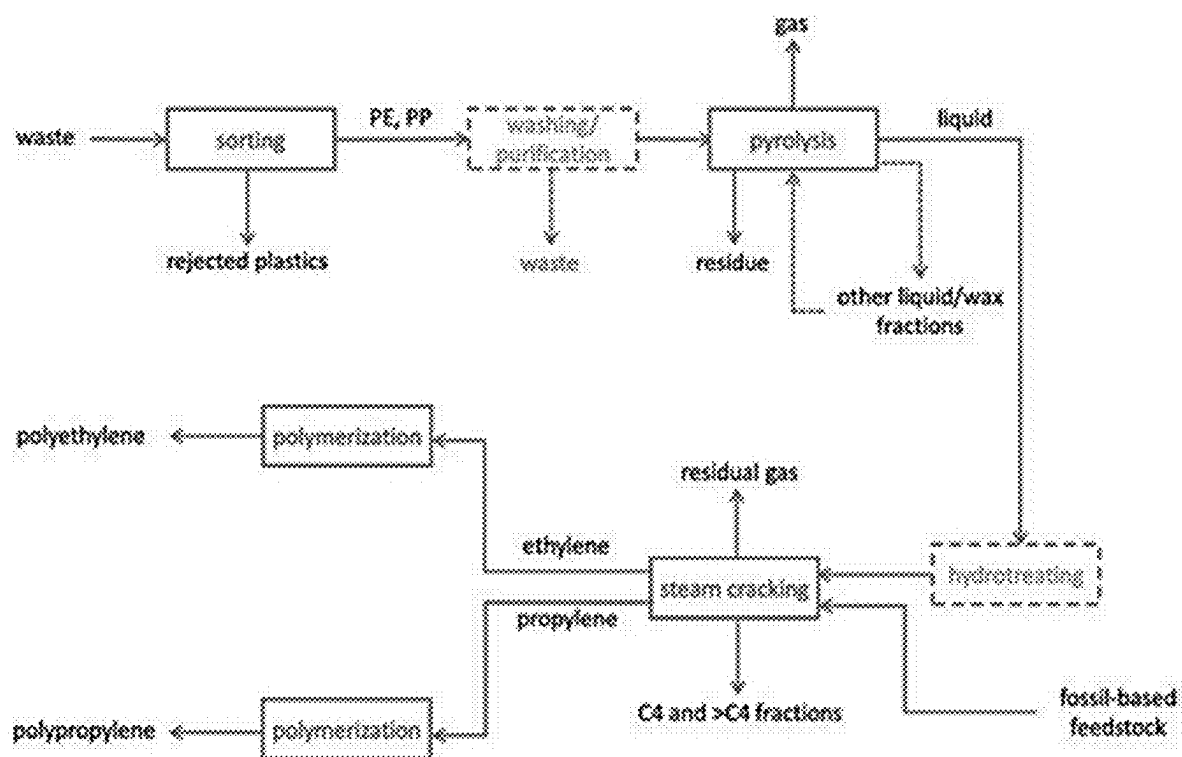 gas
waste
sorting
PE, PP
washing/
purification
pyrolysis
liquid
rejected plastics
waste
residue
other liquid/wax
fractions
polyethylene
polymerization
residual gas
ethylene
steam cracking
hydrotreating
propylene
polypropylene
polymerization
C4 and >C4 fractions
fossil-based
feedstock